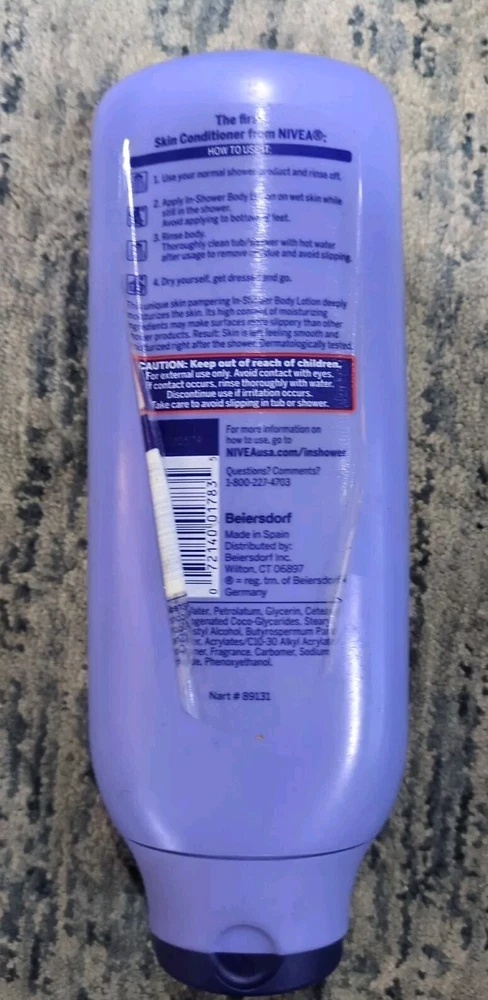 The first
Skin Conditioner from NIVEA®:
HOW TO USE IT:
1. Use your normal shower product and rinse off.
2. Apply In-Shower Body Lotion on wet skin while
still in the shower.
Avoid applying to bottom of feet.
3. Rinse body.
Thoroughly clean tub/shower with hot water
after usage to remove residue and avoid slipping.
4. Dry yourself, get dressed and go.
unique skin pampering In-Shower Body Lotion deeply
moisturizes the skin. Its high content of moisturizing
ingredients may make surfaces more slippery than other
shower products. Result: Skin is left feeling smooth and
moisturized right after the shower. Dermatologically tested.
CAUTION: Keep out of reach of children.
For external use only. Avoid contact with eyes.
If contact occurs, rinse thoroughly with water.
Discontinue use if irritation occurs.
Take care to avoid slipping in tub or shower.
For more information on
how to use, go to
NIVEAusa.com/inshower
Questions? Comments?
1-800-227-4703
0 72140 01783 5
Beiersdorf
Made in Spain
Distributed by:
Beiersdorf Inc.
Wilton, CT 06897
® = reg. tm. of Beiersdorf
Germany
Water, Petrolatum, Glycerin,
Coco-Glycerides,
Alcohol, Butyrospermum
Acrylates/C10-30 Alkyl Acrylate
Fragrance, Carbomer, Sodium
Phenoxyethanol.
Nart # 89131